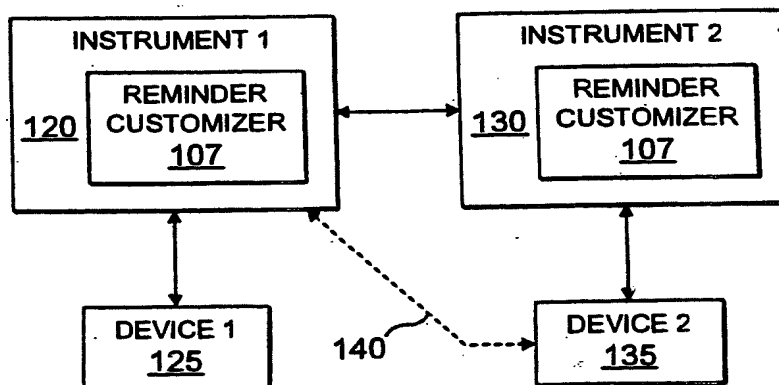 INSTRUMENT 1
REMINDER
CUSTOMIZER
107
120
INSTRUMENT 2
REMINDER
CUSTOMIZER
107
130
DEVICE 1
125
140
DEVICE 2
135